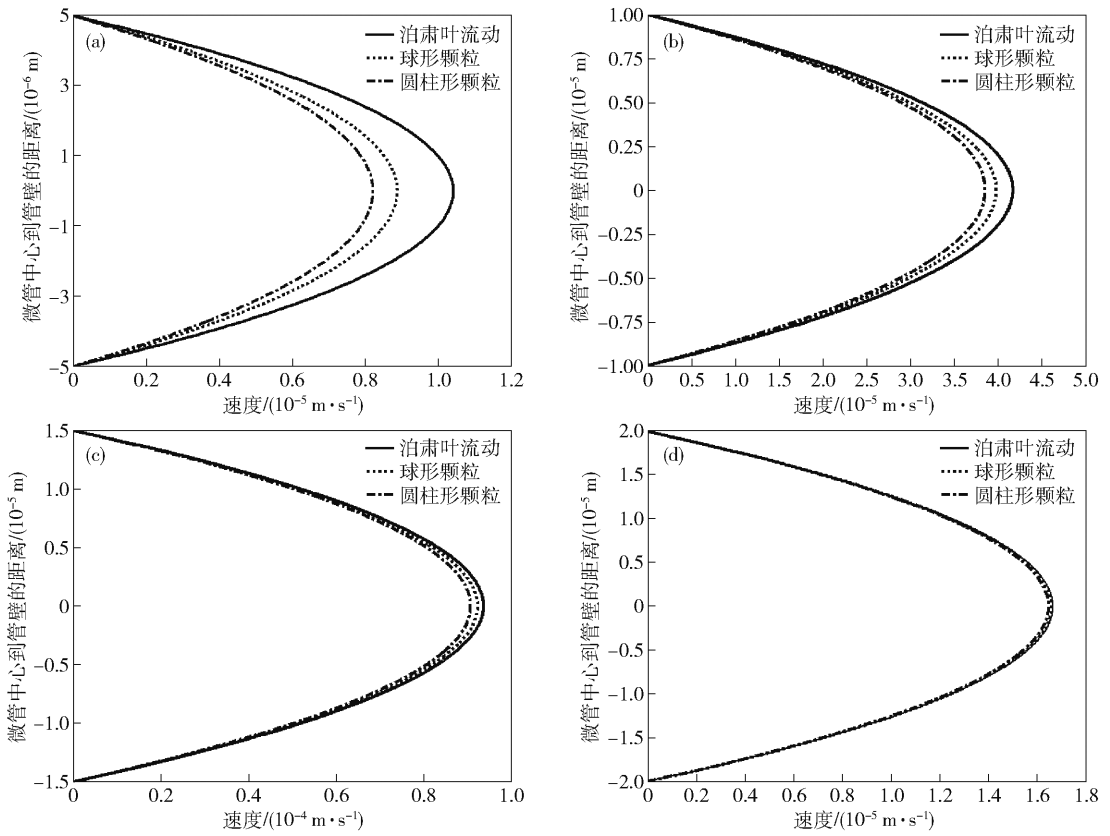 (a)
泊肃叶流动
球形颗粒
圆柱形颗粒
微管中心到管壁的距离/(10⁻⁶ m)
5
3
1
−1
−3
−5
0 0.2 0.4 0.6 0.8 1.0 1.2
速度/(10⁻⁵ m·s⁻¹)
(b)
泊肃叶流动
球形颗粒
圆柱形颗粒
微管中心到管壁的距离/(10⁻⁵ m)
1.00
0.75
0.50
0.25
0
−0.25
−0.50
−0.75
−1.00
0 0.5 1.0 1.5 2.0 2.5 3.0 3.5 4.0 4.5 5.0
速度/(10⁻⁵ m·s⁻¹)
(c)
泊肃叶流动
球形颗粒
圆柱形颗粒
微管中心到管壁的距离/(10⁻⁵ m)
1.5
1.0
0.5
0
−0.5
−1.0
−1.5
0 0.2 0.4 0.6 0.8 1.0
速度/(10⁻⁴ m·s⁻¹)
(d)
泊肃叶流动
球形颗粒
圆柱形颗粒
微管中心到管壁的距离/(10⁻⁵ m)
2.0
1.5
1.0
0.5
0
−0.5
−1.0
−1.5
−2.0
0 0.2 0.4 0.6 0.8 1.0 1.2 1.4 1.6 1.8
速度/(10⁻⁵ m·s⁻¹)